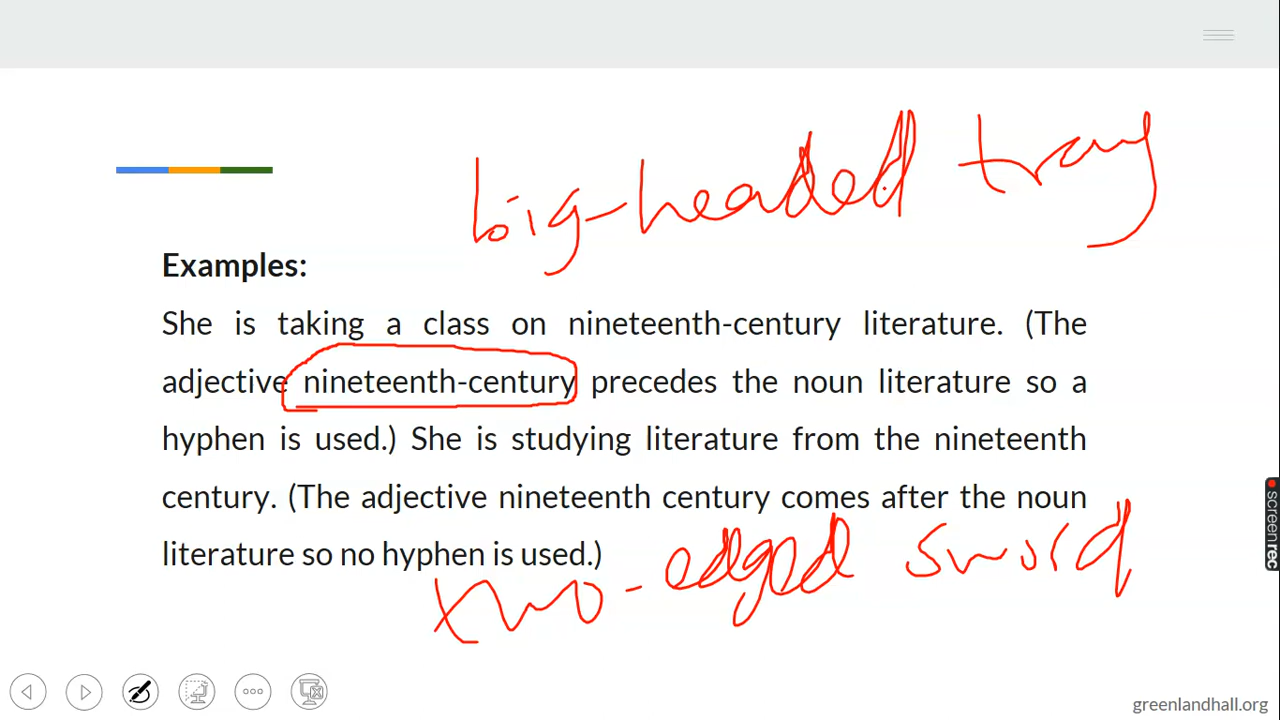 big-headed tray
Examples:
She is taking a class on nineteenth-century literature. (The
adjective nineteenth-century precedes the noun literature so a
hyphen is used.) She is studying literature from the nineteenth
century. (The adjective nineteenth century comes after the noun
literature so no hyphen is used.)
two-edged sword
screenrec
greenlandhall.org